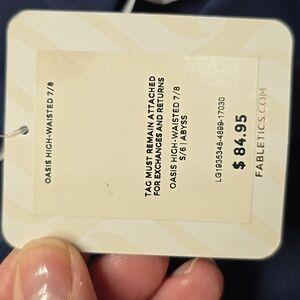 OASIS HIGH-WAISTED 7/8
TAG MUST REMAIN ATTACHED
FOR EXCHANGES AND RETURNS
OASIS HIGH-WAISTED 7/8
S/6 | ABYSS
LG1935348-4899-17030
$ 84.95
FABLETICS.COM